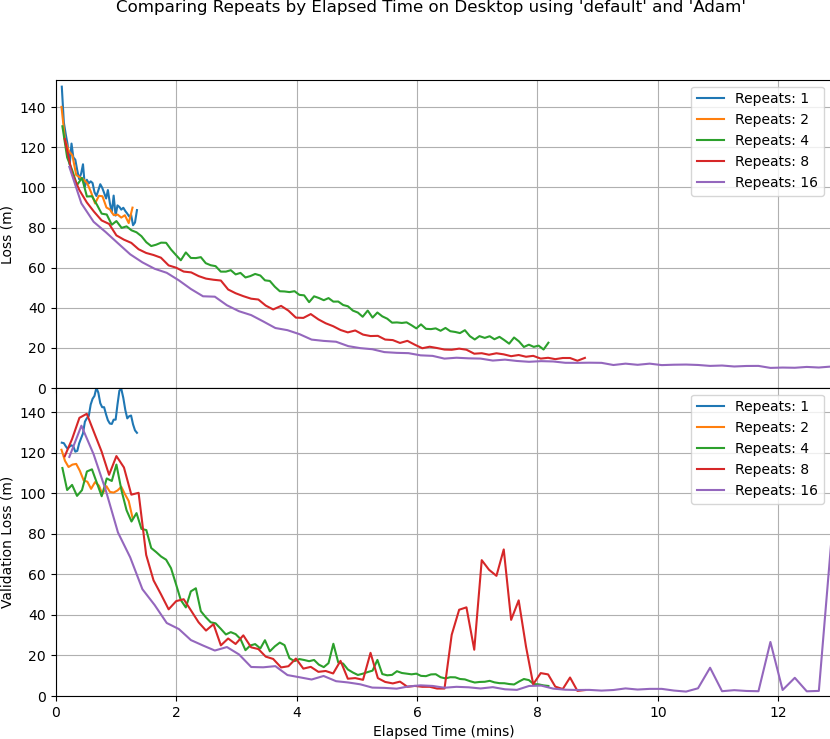 Comparing Repeats by Elapsed Time on Desktop using 'default' and 'Adam'
140
120
100
80
60
40
20
0
Loss (m)
Repeats: 1
Repeats: 2
Repeats: 4
Repeats: 8
Repeats: 16
140
120
100
80
60
40
20
0
Validation Loss (m)
Repeats: 1
Repeats: 2
Repeats: 4
Repeats: 8
Repeats: 16
0 2 4 6 8 10 12
Elapsed Time (mins)